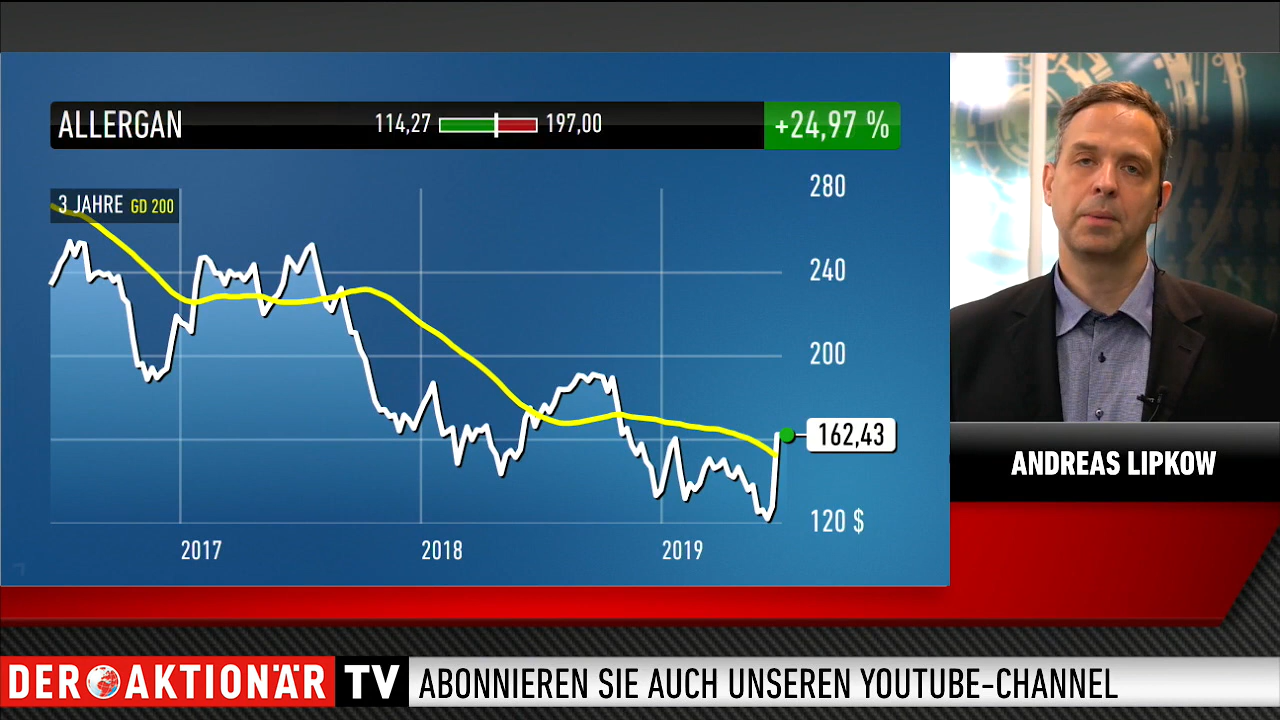 ALLERGAN
114,27
197,00
+24,97 %
3 JAHRE GD 200
280
240
200
162,43
120 $
2017
2018
2019
ANDREAS LIPKOW
DER AKTIONÄR TV
ABONNIEREN SIE AUCH UNSEREN YOUTUBE-CHANNEL